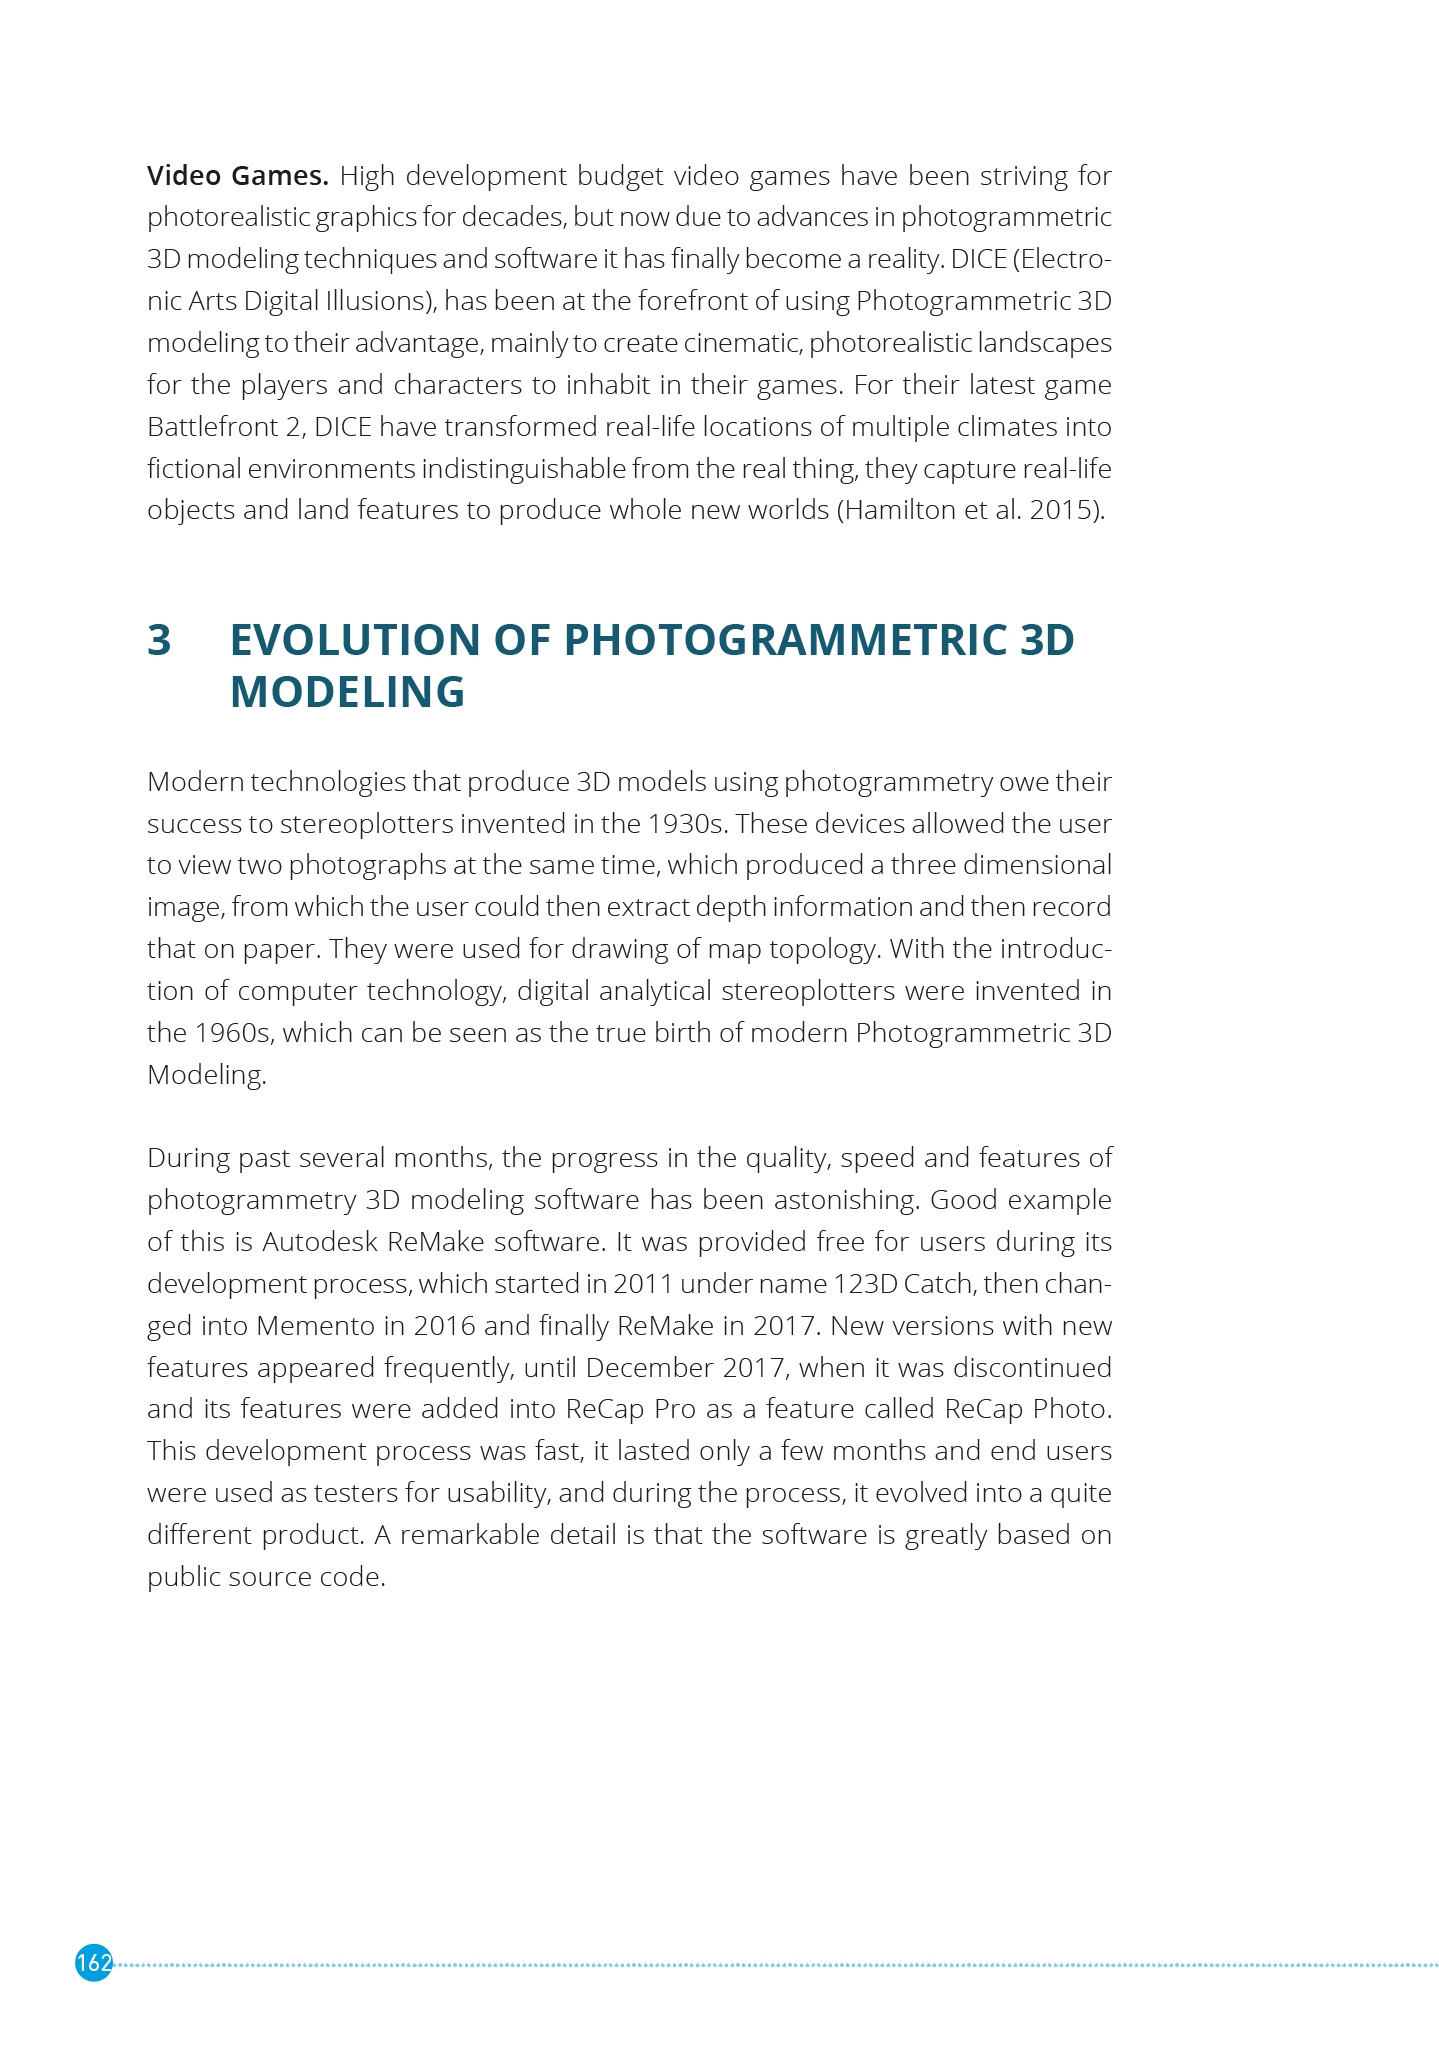 Video Games. High development budget video games have been striving for
photorealistic graphics for decades, but now due to advances in photogrammetric
3D modeling techniques and software it has finally become a reality. DICE (Electro-
nic Arts Digital Illusions), has been at the forefront of using Photogrammetric 3D
modeling to their advantage, mainly to create cinematic, photorealistic landscapes
for the players and characters to inhabit in their games. For their latest game
Battlefront 2, DICE have transformed real-life locations of multiple climates into
fictional environments indistinguishable from the real thing, they capture real-life
objects and land features to produce whole new worlds (Hamilton et al. 2015).
3 EVOLUTION OF PHOTOGRAMMETRIC 3D
MODELING
Modern technologies that produce 3D models using photogrammetry owe their
success to stereoplotters invented in the 1930s. These devices allowed the user
to view two photographs at the same time, which produced a three dimensional
image, from which the user could then extract depth information and then record
that on paper. They were used for drawing of map topology. With the introduc-
tion of computer technology, digital analytical stereoplotters were invented in
the 1960s, which can be seen as the true birth of modern Photogrammetric 3D
Modeling.
During past several months, the progress in the quality, speed and features of
photogrammetry 3D modeling software has been astonishing. Good example
of this is Autodesk ReMake software. It was provided free for users during its
development process, which started in 2011 under name 123D Catch, then chan-
ged into Memento in 2016 and finally ReMake in 2017. New versions with new
features appeared frequently, until December 2017, when it was discontinued
and its features were added into ReCap Pro as a feature called ReCap Photo.
This development process was fast, it lasted only a few months and end users
were used as testers for usability, and during the process, it evolved into a quite
different product. A remarkable detail is that the software is greatly based on
public source code.
162